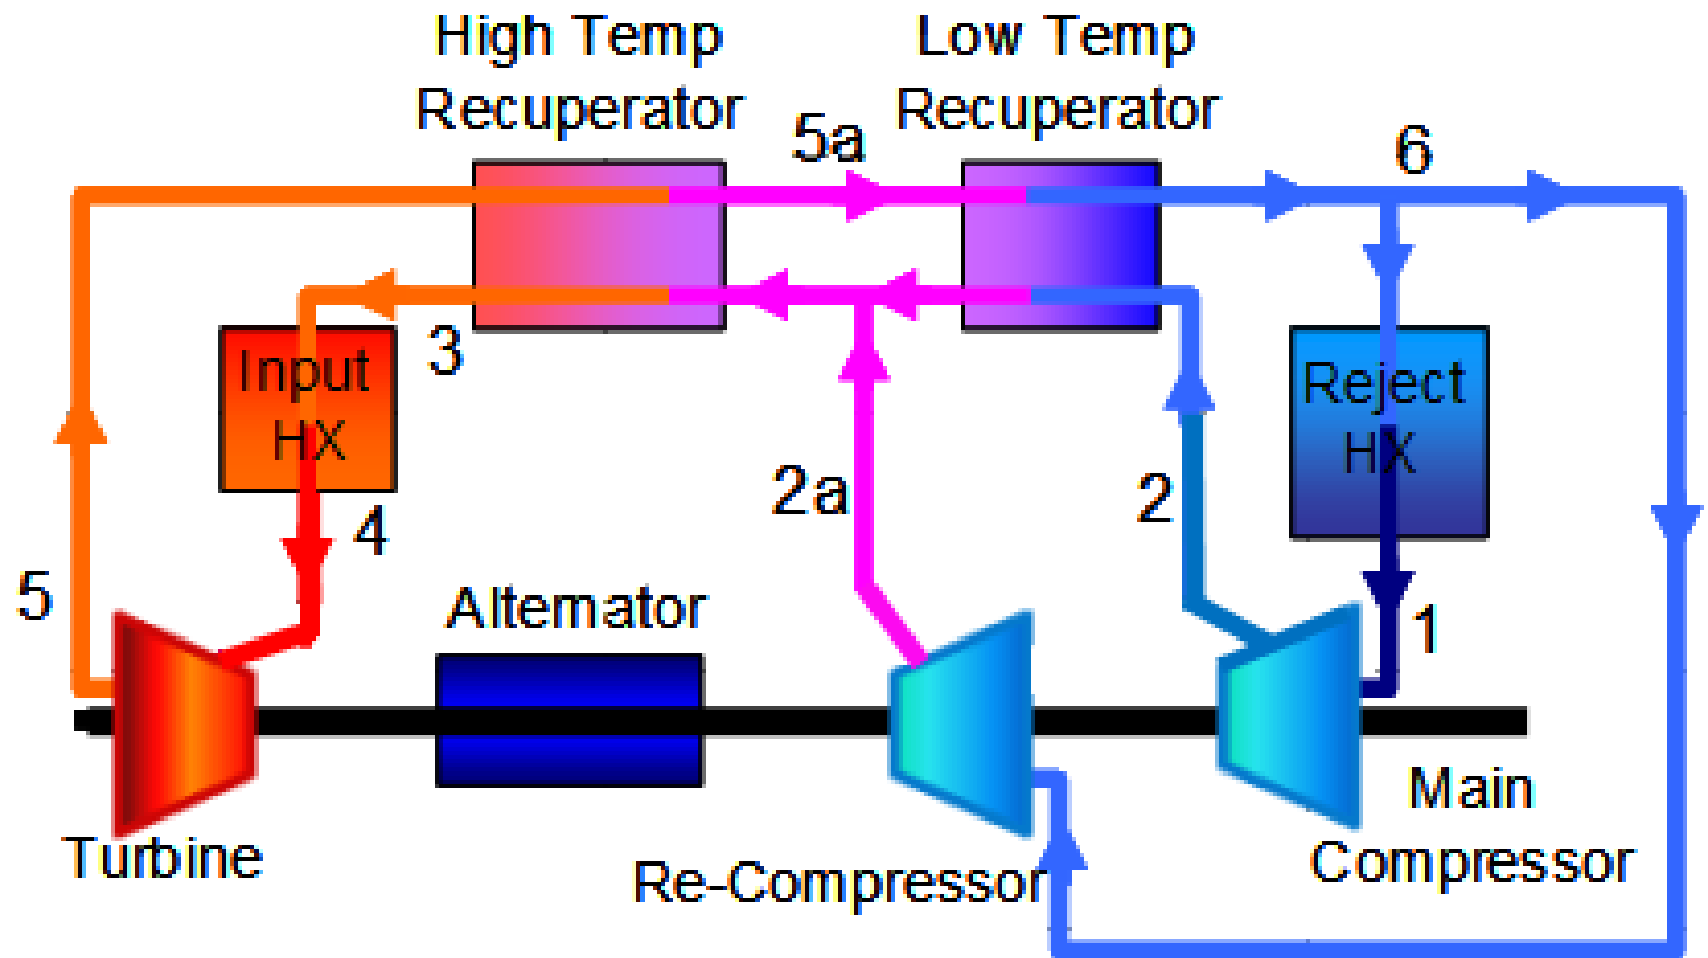 High Temp
Recuperator
Low Temp
Recuperator
5a
6
Input
HX
3
Reject
HX
4
2a
2
5
Alternator
1
Turbine
Re-Compressor
Main
Compressor